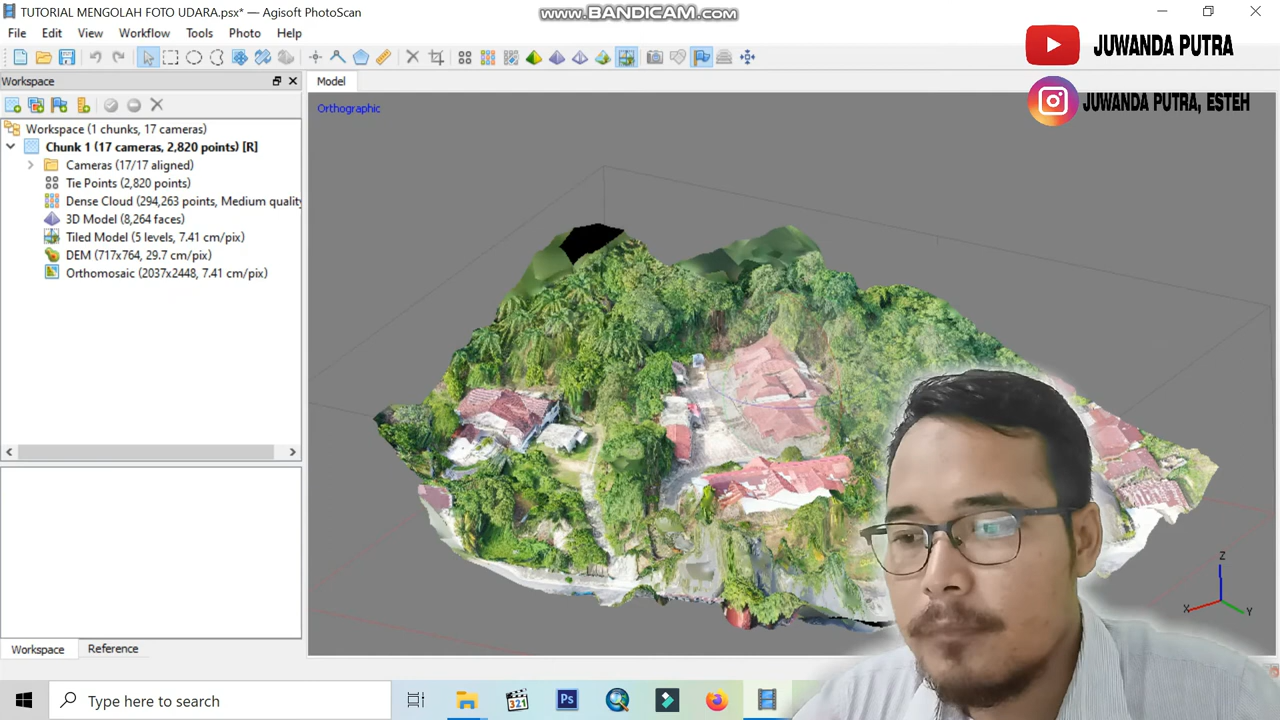 TUTORIAL MENGOLAH FOTO UDARA.psx* — Agisoft PhotoScan
www.BANDICAM.com
File Edit View Workflow Tools Photo Help
JUWANDA PUTRA
JUWANDA PUTRA, ESTEH
Workspace
Model
Orthographic
Workspace (1 chunks, 17 cameras)
Chunk 1 (17 cameras, 2,820 points) [R]
Cameras (17/17 aligned)
Tie Points (2,820 points)
Dense Cloud (294,263 points, Medium quality
3D Model (8,264 faces)
Tiled Model (5 levels, 7.41 cm/pix)
DEM (717x764, 29.7 cm/pix)
Orthomosaic (2037x2448, 7.41 cm/pix)
Z
X
Y
Workspace Reference
Type here to search
321
Ps